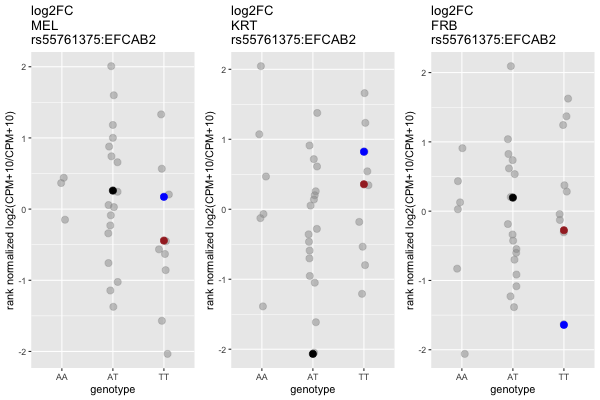 log2FC
MEL
rs55761375:EFCAB2
rank normalized log2(CPM+10/CPM+10)
2
1
0
-1
-2
AA
AT
TT
genotype
log2FC
KRT
rs55761375:EFCAB2
rank normalized log2(CPM+10/CPM+10)
2
1
0
-1
-2
AA
AT
TT
genotype
log2FC
FRB
rs55761375:EFCAB2
rank normalized log2(CPM+10/CPM+10)
2
1
0
-1
-2
AA
AT
TT
genotype